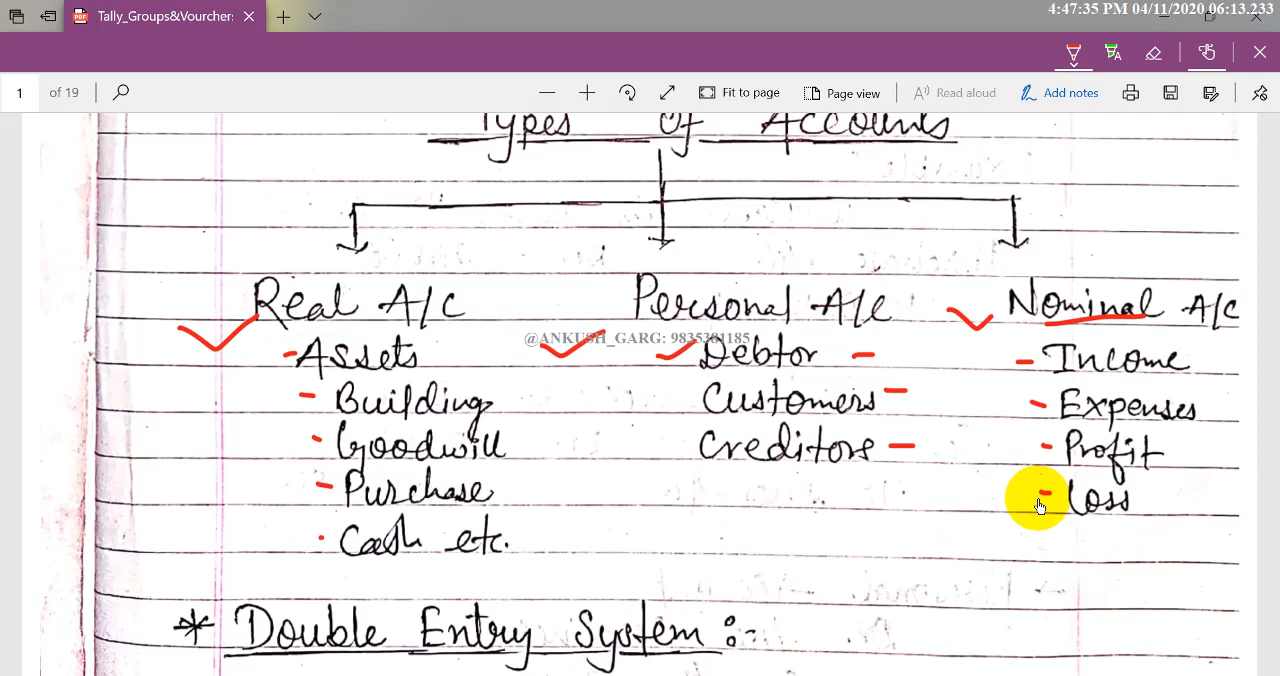 4:47:35 PM 04/11/2020 06:13.233
Tally_Groups&Vourcher:
1 of 19
Fit to page
Page view
Read aloud
Add notes
Types Of Accounts
Real A/C
Personal A/C
Nominal A/C
@ANKUSH_GARG: 9835381185
Assets
Debtor
Income
Building
Customers
Expenses
Goodwill
Creditors
Profit
Purchase
Loss
Cash etc.
* Double Entry System :-